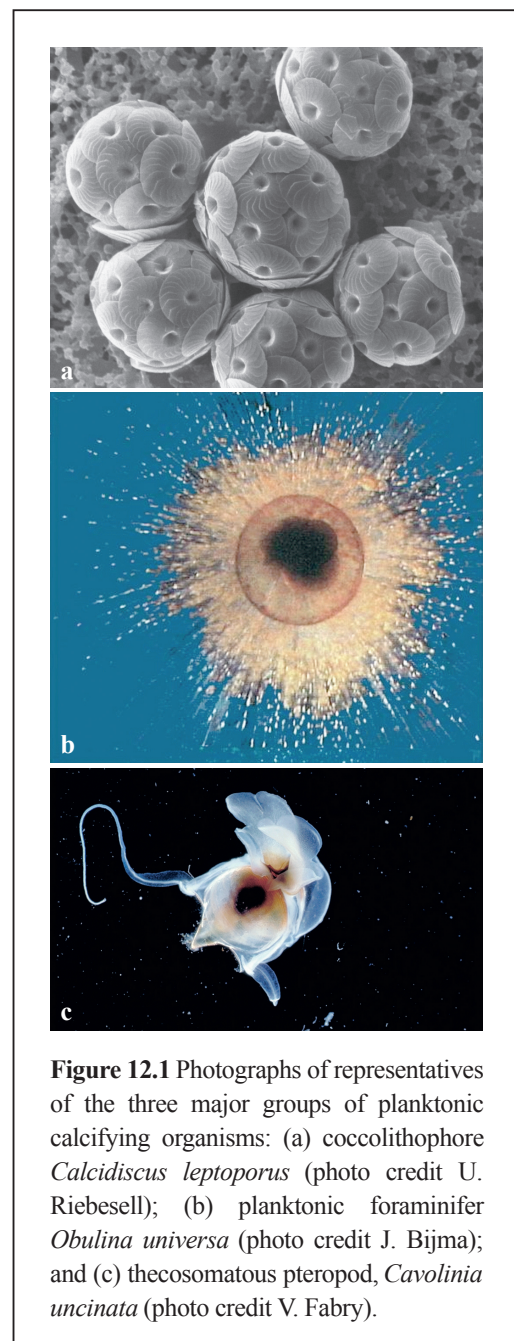 a
b
c
Figure 12.1 Photographs of representatives
of the three major groups of planktonic
calcifying organisms: (a) coccolithophore
Calcidiscus leptoporus (photo credit U.
Riebesell); (b) planktonic foraminifer
Obulina universa (photo credit J. Bijma);
and (c) thecosomatous pteropod, Cavolinia
uncinata (photo credit V. Fabry).